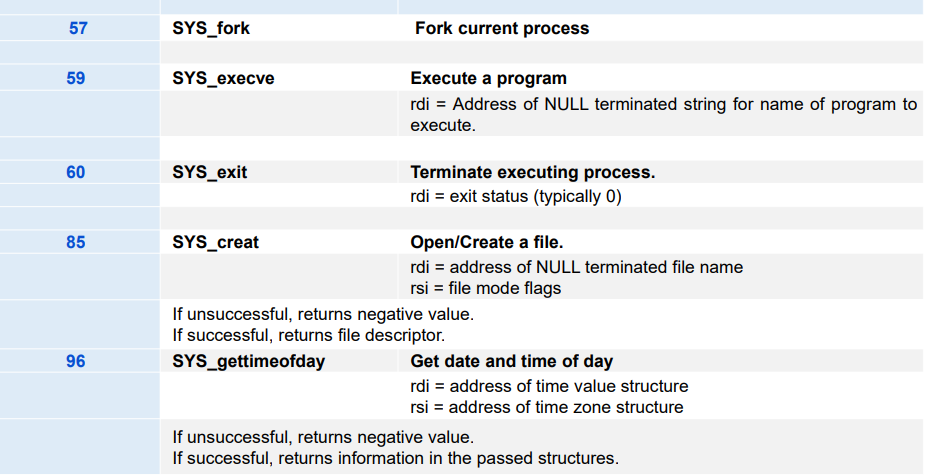 57 SYS_fork Fork current process
59 SYS_execve Execute a program
rdi = Address of NULL terminated string for name of program to
execute.
60 SYS_exit Terminate executing process.
rdi = exit status (typically 0)
85 SYS_creat Open/Create a file.
rdi = address of NULL terminated file name
rsi = file mode flags
If unsuccessful, returns negative value.
If successful, returns file descriptor.
96 SYS_gettimeofday Get date and time of day
rdi = address of time value structure
rsi = address of time zone structure
If unsuccessful, returns negative value.
If successful, returns information in the passed structures.